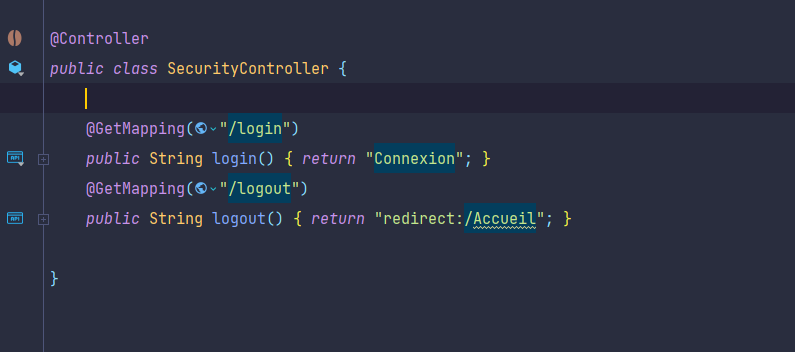 @Controller
public class SecurityController {
@GetMapping("/login")
public String login() { return "Connexion"; }
@GetMapping("/logout")
public String logout() { return "redirect:/Accueil"; }
}